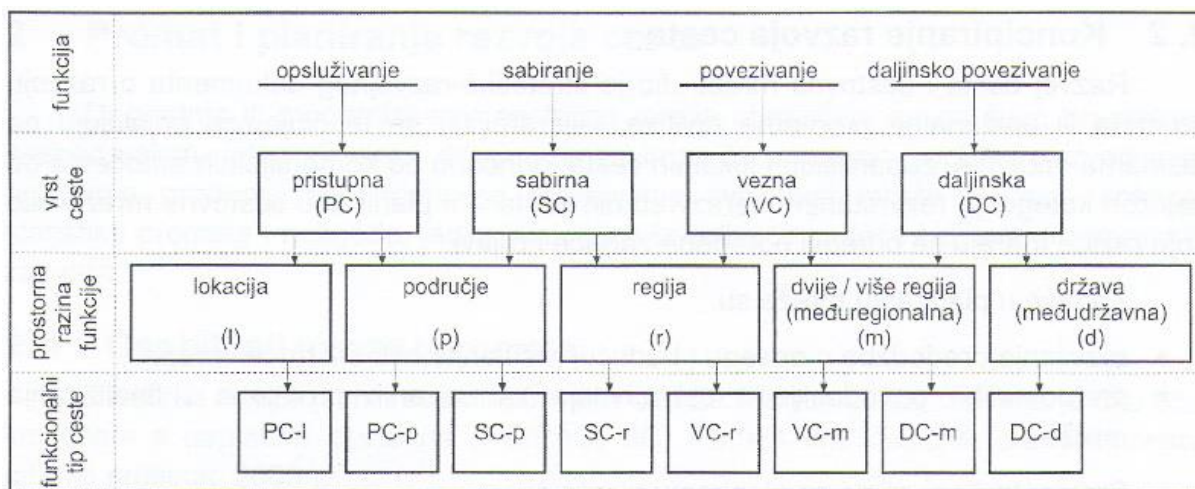 funkcija
opsluživanje sabiranje povezivanje daljinsko povezivanje
vrst
ceste
pristupna
(PC)
sabirna
(SC)
vezna
(VC)
daljinska
(ĐC)
prostorna
razina
funkcije
lokacija
(l)
područje
(p)
regija
(r)
dvije / više regija
(međuregionalna)
(m)
država
(međudržavna)
(d)
funkcionalni
tip ceste
PC-l PC-p SC-p SC-r VC-r VC-m DC-m DC-d